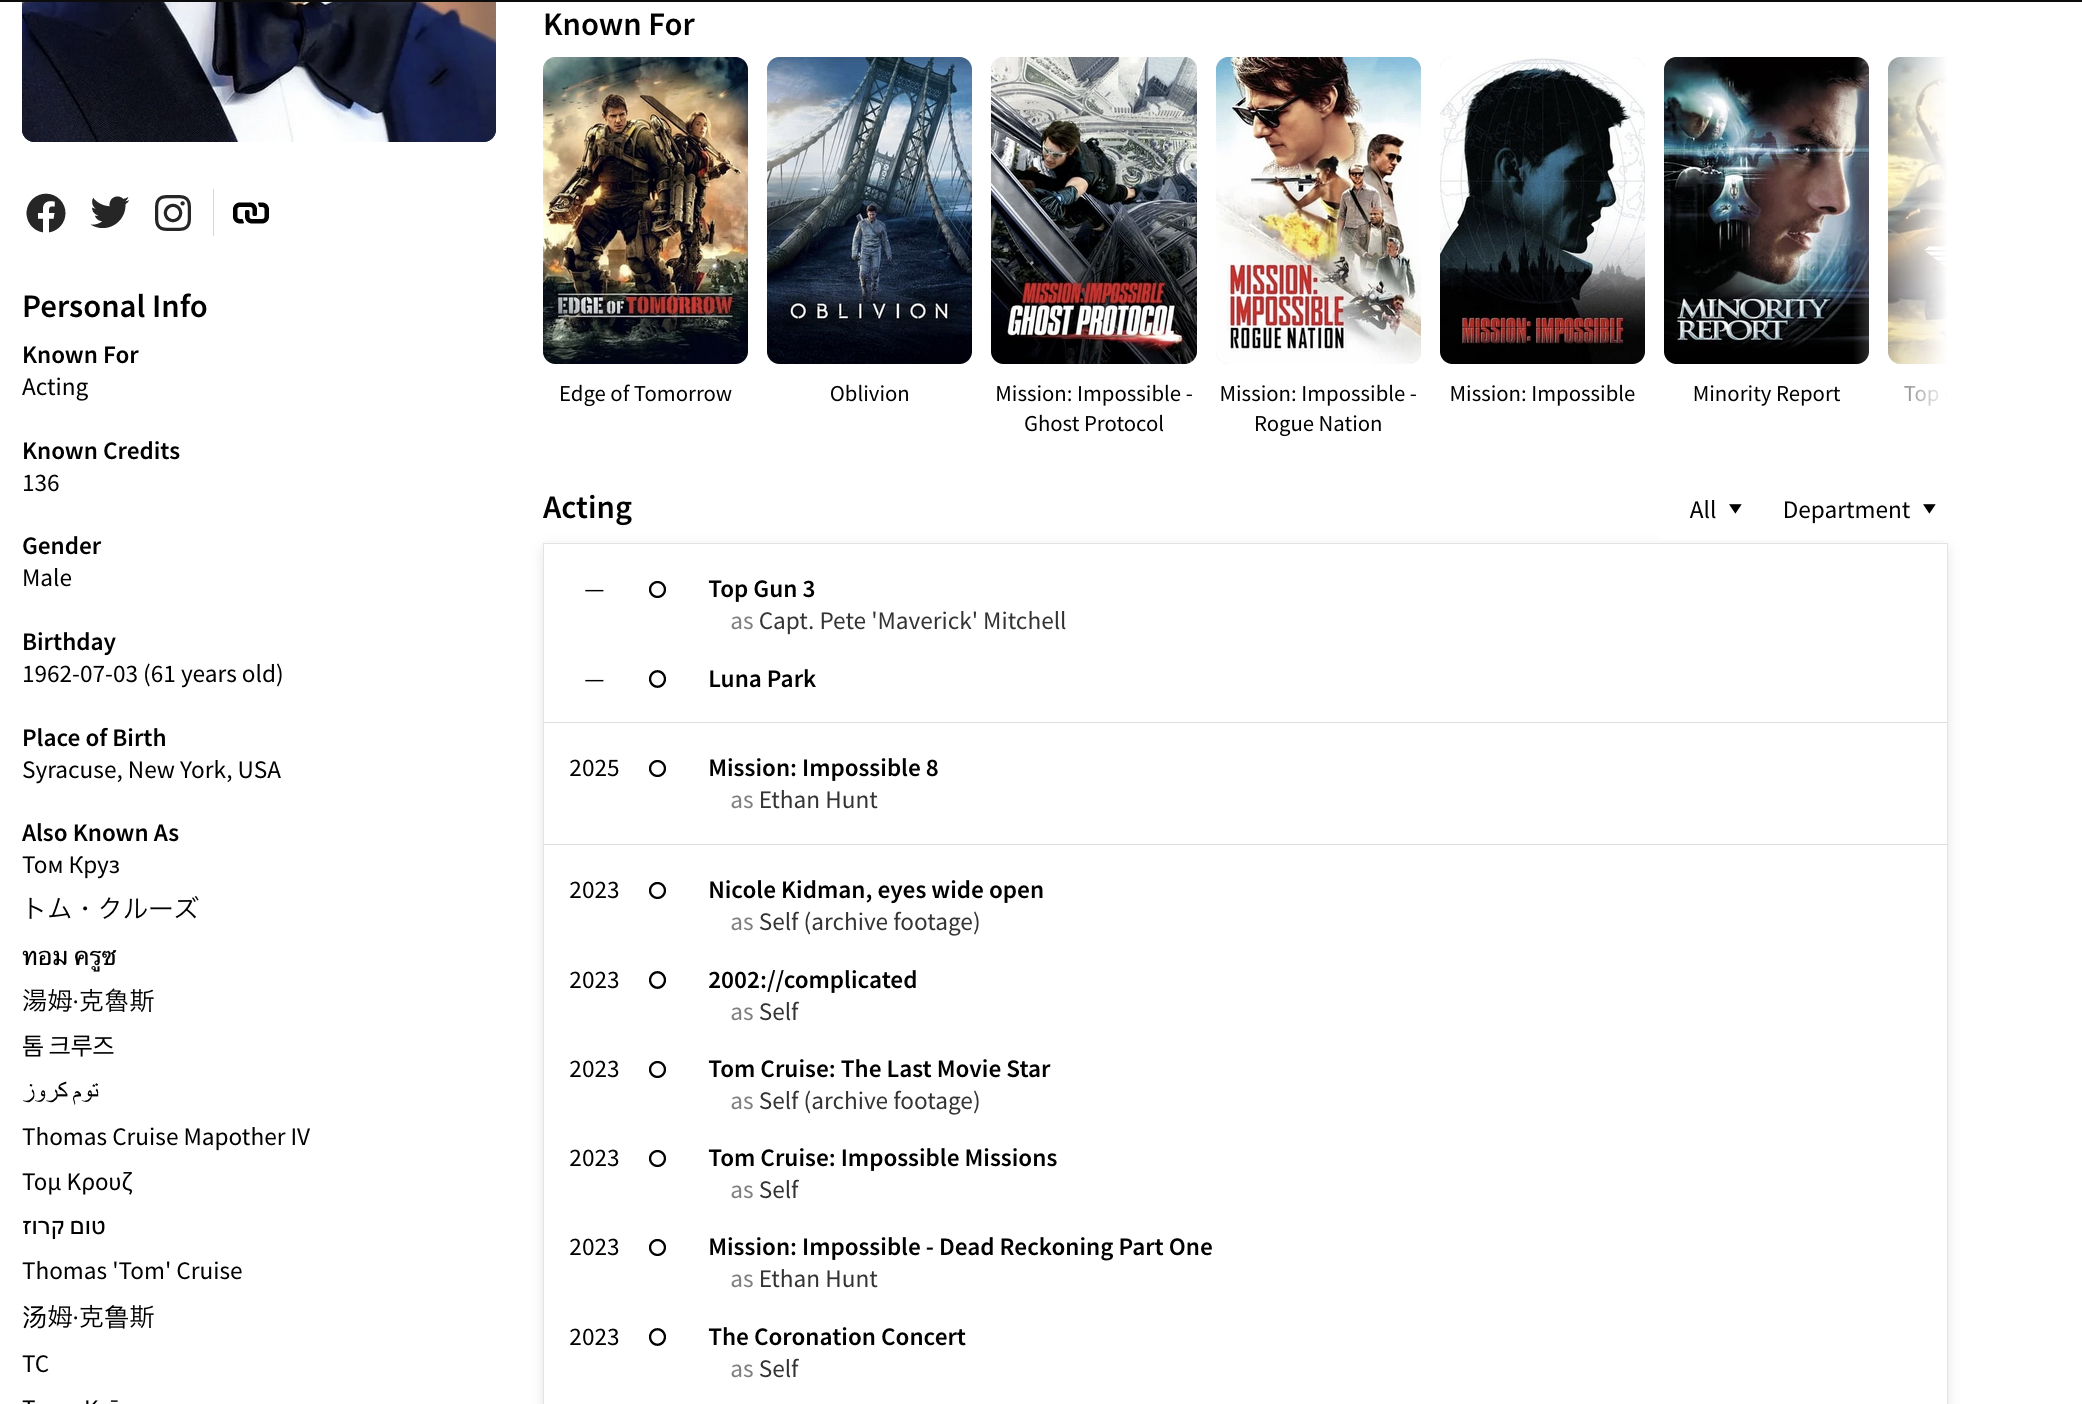 Known For
EDGE OF TOMORROW
OBLIVION
MISSION: IMPOSSIBLE
GHOST PROTOCOL
MISSION:
IMPOSSIBLE
ROGUE NATION
MISSION: IMPOSSIBLE
MINORITY
REPORT
Edge of Tomorrow
Oblivion
Mission: Impossible -
Ghost Protocol
Mission: Impossible -
Rogue Nation
Mission: Impossible
Minority Report
Top
Personal Info
Known For
Acting
Known Credits
136
Gender
Male
Birthday
1962-07-03 (61 years old)
Place of Birth
Syracuse, New York, USA
Also Known As
Том Круз
トム・クルーズ
ทอม ครูซ
湯姆·克魯斯
톰 크루즈
توم کروز
Thomas Cruise Mapother IV
Τομ Κρουζ
טום קרוז
Thomas 'Tom' Cruise
汤姆·克鲁斯
TC
Acting
All ▼ Department ▼
— Top Gun 3
as Capt. Pete 'Maverick' Mitchell
— Luna Park
2025 Mission: Impossible 8
as Ethan Hunt
2023 Nicole Kidman, eyes wide open
as Self (archive footage)
2023 2002://complicated
as Self
2023 Tom Cruise: The Last Movie Star
as Self (archive footage)
2023 Tom Cruise: Impossible Missions
as Self
2023 Mission: Impossible - Dead Reckoning Part One
as Ethan Hunt
2023 The Coronation Concert
as Self